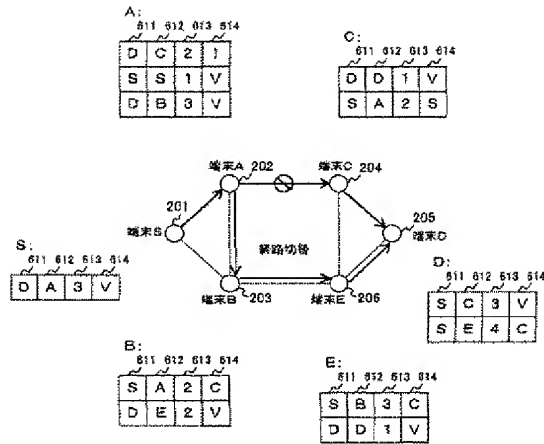 A:
611 612 613 614
D C 2 I
S S 1 V
D B 3 V
C:
611 612 613 614
D D 1 V
S A 2 S
端末A 202
端末C 204
201
端末S
205
端末D
経路切替
端末B 203
端末E 206
S:
611 612 613 614
D A 3 V
D:
611 612 613 614
S C 3 V
S E 4 C
B:
611 612 613 614
S A 2 C
D E 2 V
E:
611 612 613 614
S B 3 C
D D 1 V